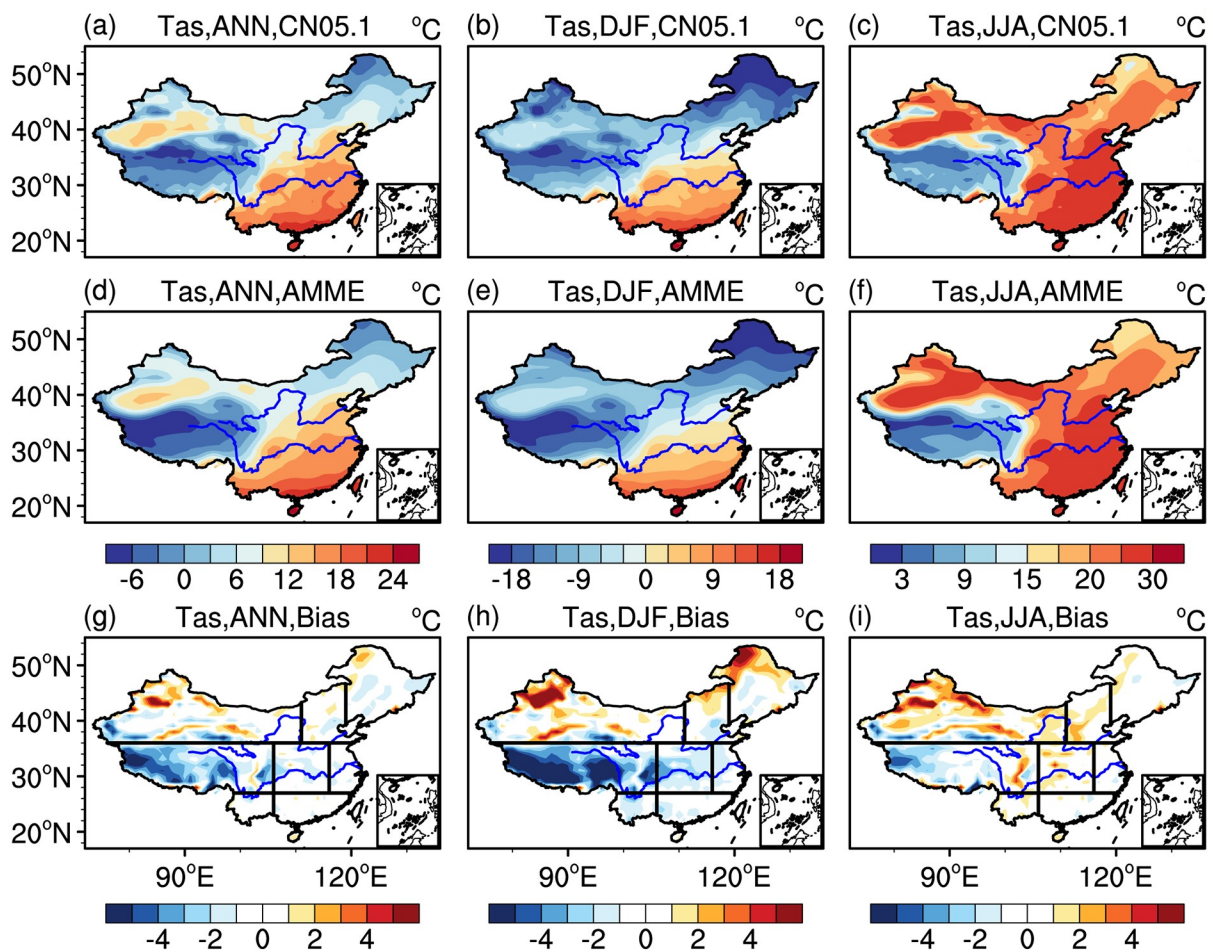 (a) Tas,ANN,CN05.1 °C (b) Tas,DJF,CN05.1 °C (c) Tas,JJA,CN05.1 °C
50°N
40°N
30°N
20°N
(d) Tas,ANN,AMME °C (e) Tas,DJF,AMME °C (f) Tas,JJA,AMME °C
50°N
40°N
30°N
20°N
-6 0 6 12 18 24 -18 -9 0 9 18 3 9 15 20 30
(g) Tas,ANN,Bias °C (h) Tas,DJF,Bias °C (i) Tas,JJA,Bias °C
50°N
40°N
30°N
20°N
90°E 120°E 90°E 120°E 90°E 120°E
-4 -2 0 2 4 -4 -2 0 2 4 -4 -2 0 2 4